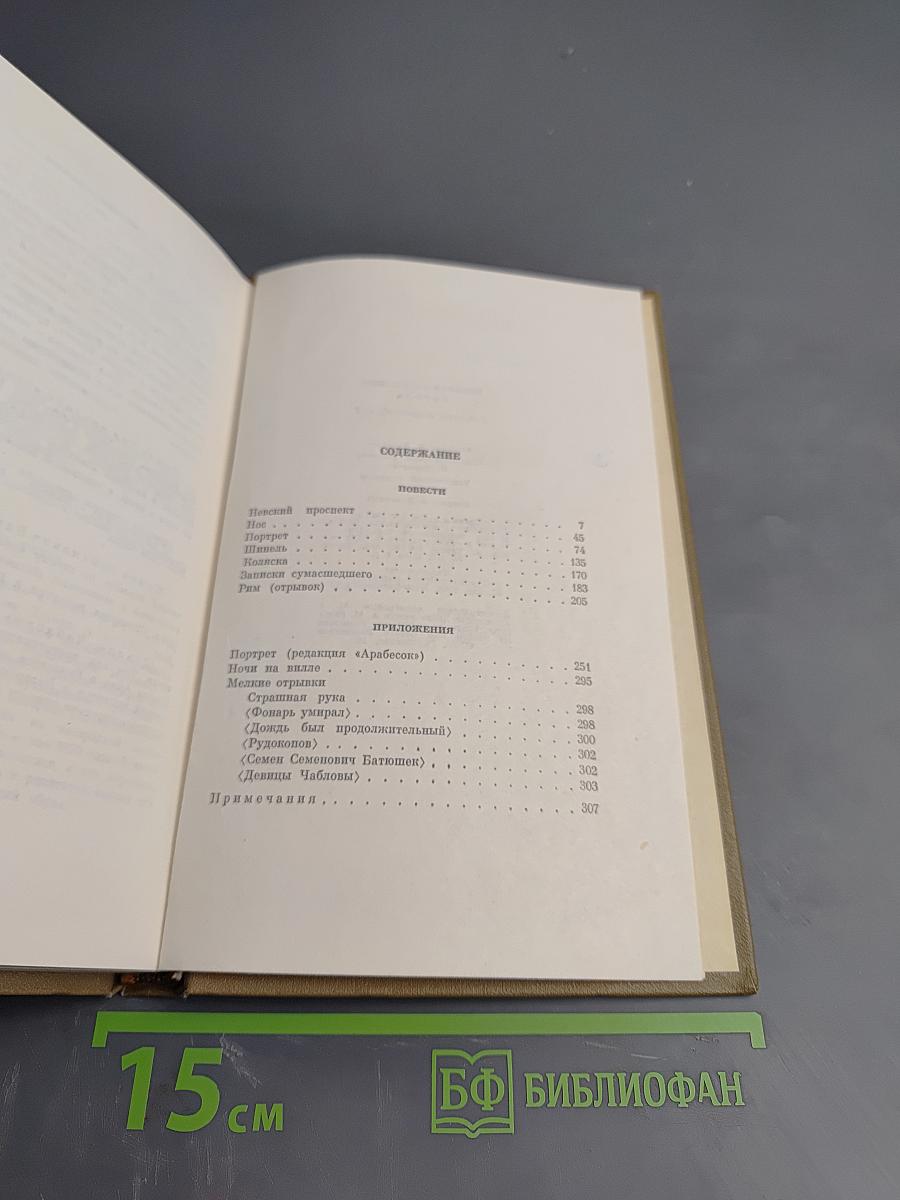 СОДЕРЖАНИЕ
ПОВЕСТИ
Невский проспект . . . . . . . . . . . . . . . . 7
Нос . . . . . . . . . . . . . . . . . . . . . . 45
Портрет . . . . . . . . . . . . . . . . . . . . 74
Шинель . . . . . . . . . . . . . . . . . . . . 135
Коляска . . . . . . . . . . . . . . . . . . . . 170
Записки сумасшедшего . . . . . . . . . . . . . . 183
Рим (отрывок) . . . . . . . . . . . . . . . . . 205
ПРИЛОЖЕНИЯ
Портрет (редакция «Арабесок») . . . . . . . . . . 251
Ночи на вилле . . . . . . . . . . . . . . . . . 295
Мелкие отрывки
Страшная рука . . . . . . . . . . . . . . . . . 298
〈Фонарь умирал〉 . . . . . . . . . . . . . . . . 298
〈Дождь был продолжительный〉 . . . . . . . . . . 300
〈Рудокопов〉 . . . . . . . . . . . . . . . . . . 302
〈Семен Семенович Батюшек〉 . . . . . . . . . . . 302
〈Девицы Чабловы〉 . . . . . . . . . . . . . . . 303
Примечания . . . . . . . . . . . . . . . . . . 307
15 см
БФ БИБЛИОФАН